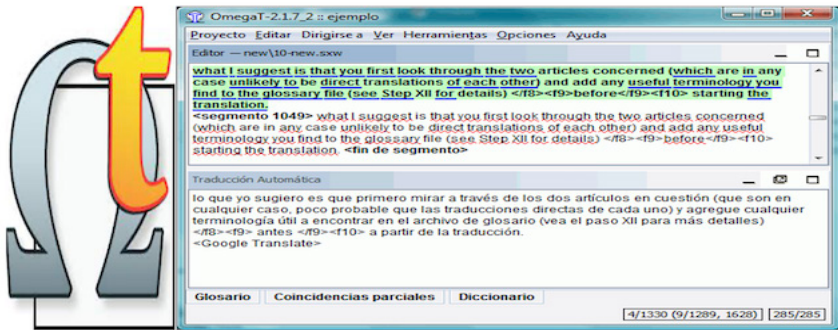 t
OmegaT-2.1.7_2 :: ejemplo
Proyecto Editar Dirigirse a Ver Herramientas Opciones Ayuda
Editor — new\10-new.sxw
what I suggest is that you first look through the two articles concerned (which are in any
case unlikely to be direct translations of each other) and add any useful terminology you
find to the glossary file (see Step XII for details) </f8><f9>before</f9><f10> starting the
translation.
<segmento 1049> what I suggest is that you first look through the two articles concerned
(which are in any case unlikely to be direct translations of each other) and add any useful
terminology you find to the glossary file (see Step XII for details) </f8><f9>before</f9><f10>
starting the translation. <fin de segmento>
Traducción Automática
lo que yo sugiero es que primero mirar a través de los dos artículos en cuestión (que son en
cualquier caso, poco probable que las traducciones directas de cada uno) y agregue cualquier
terminología útil a encontrar en el archivo de glosario (vea el paso XII para más detalles)
</f8><f9> antes </f9><f10> a partir de la traducción.
<Google Translate>
Glosario Coincidencias parciales Diccionario
4/1330 (9/1289, 1628) 285/285